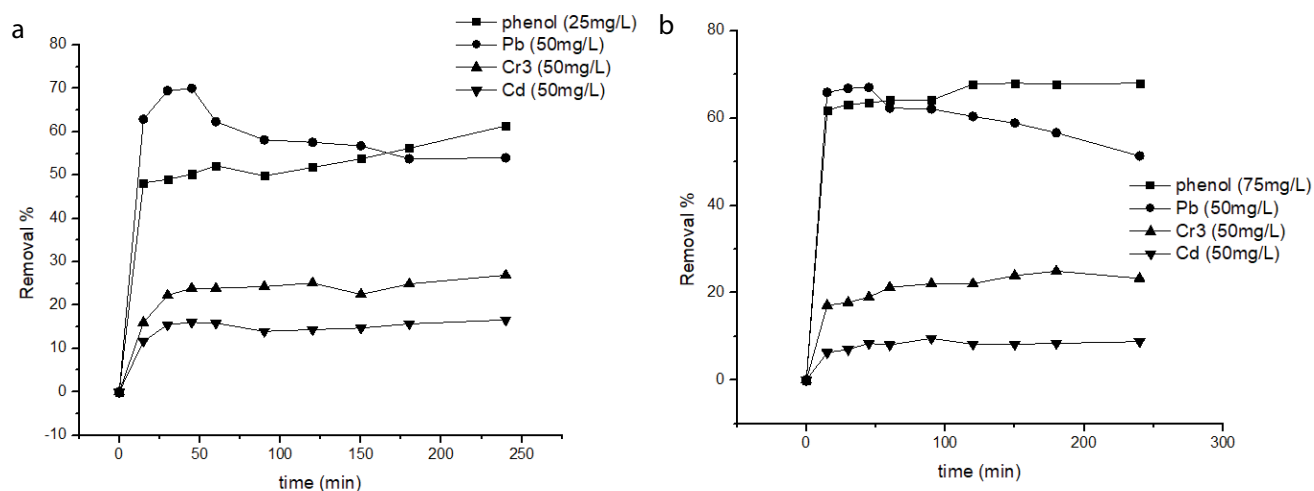 a
phenol (25mg/L)
Pb (50mg/L)
Cr3 (50mg/L)
Cd (50mg/L)
80
70
60
50
40
30
20
10
0
-10
Removal %
0 50 100 150 200 250
time (min)
b
80
60
40
20
0
Removal %
phenol (75mg/L)
Pb (50mg/L)
Cr3 (50mg/L)
Cd (50mg/L)
0 100 200 300
time (min)